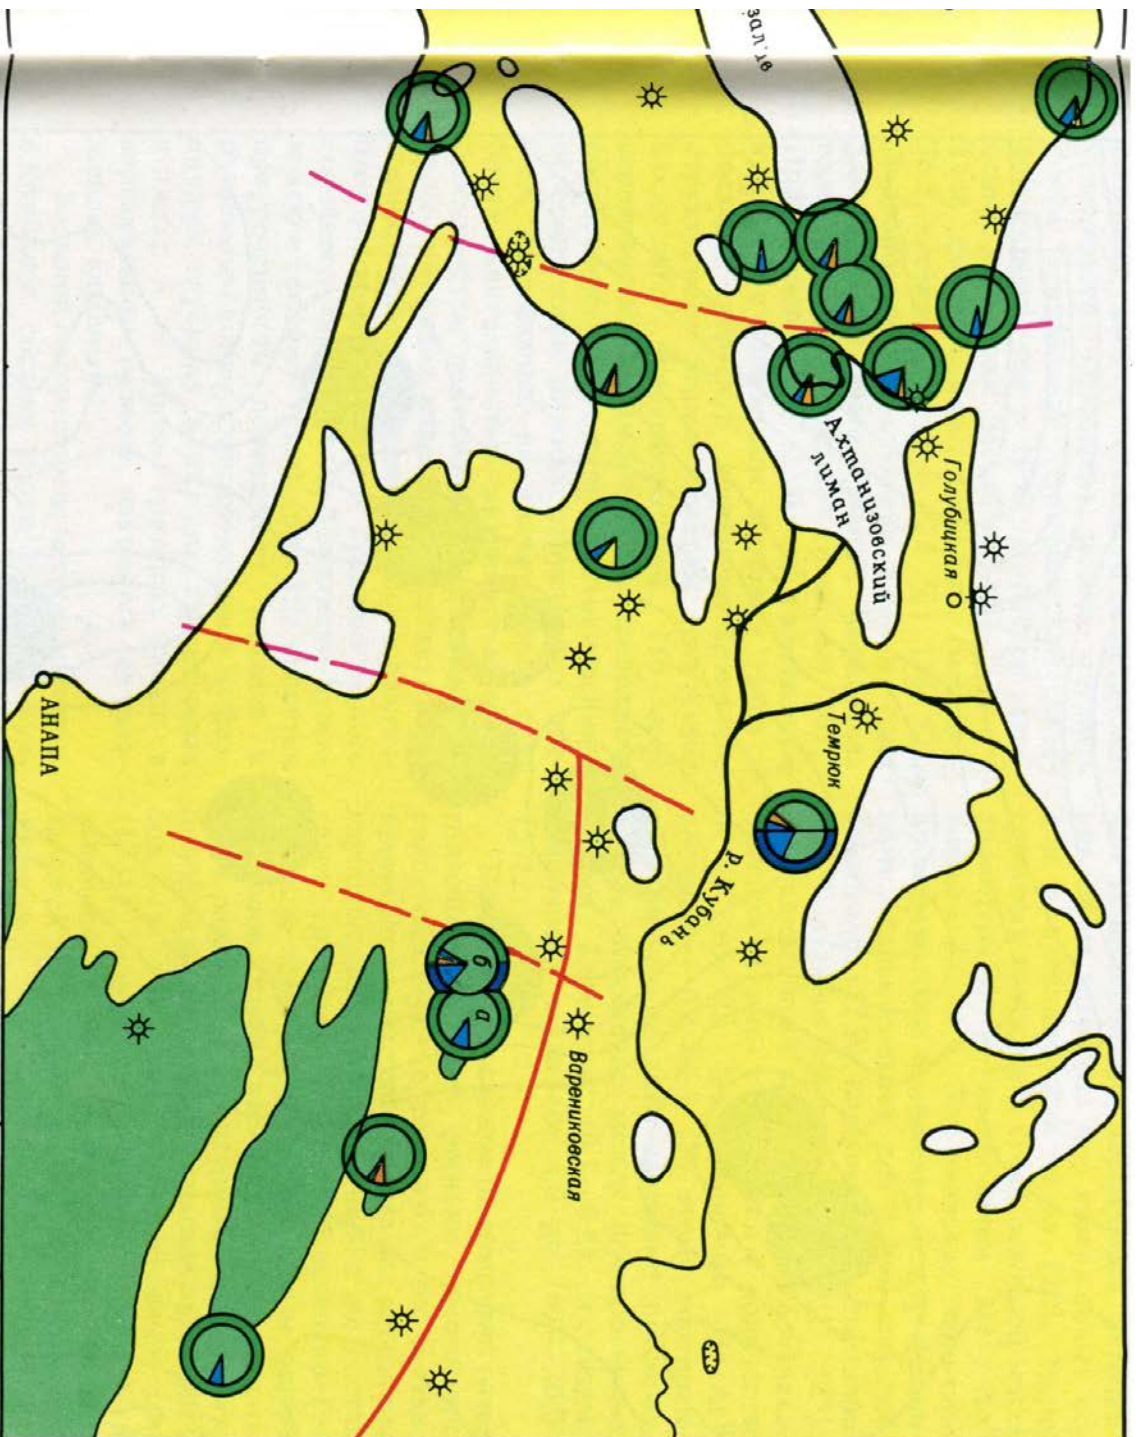 Ахтанизовский
лиман
Голубицкая
Темрюк
р. Кубань
АНАПА
б
а
Варениковская